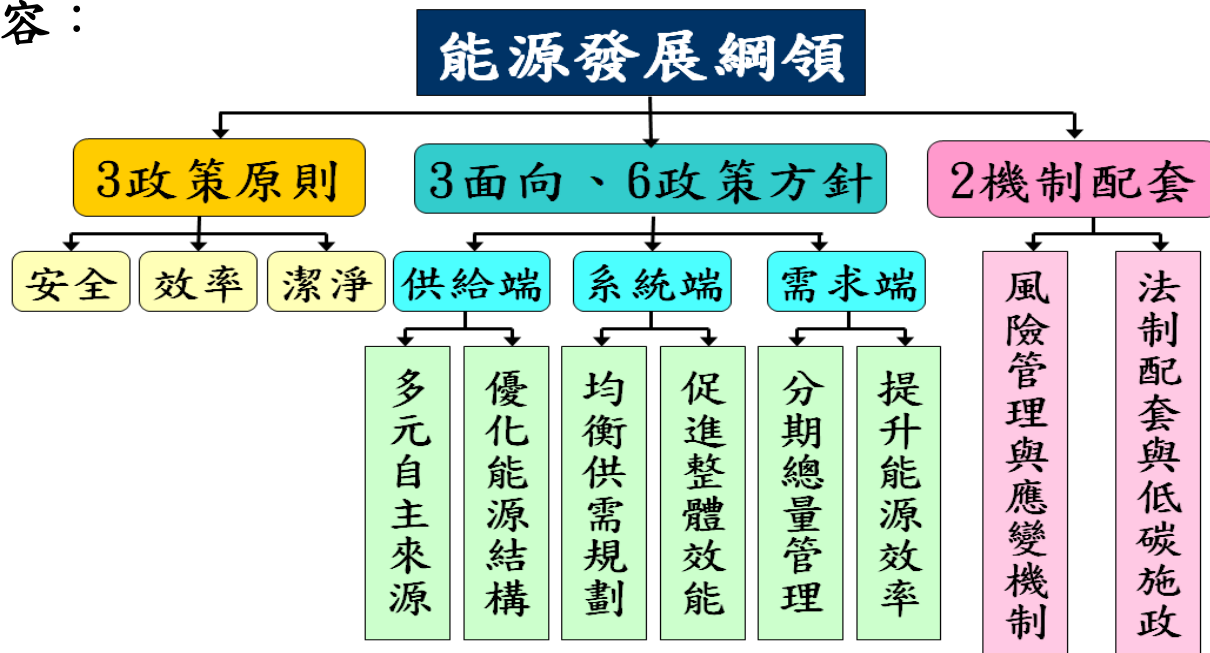 容：
能源發展綱領
3政策原則
3面向、6政策方針
2機制配套
安全
效率
潔淨
供給端
系統端
需求端
多元自主來源
優化能源結構
均衡供需規劃
促進整體效能
分期總量管理
提升能源效率
風險管理與應變機制
法制配套與低碳施政